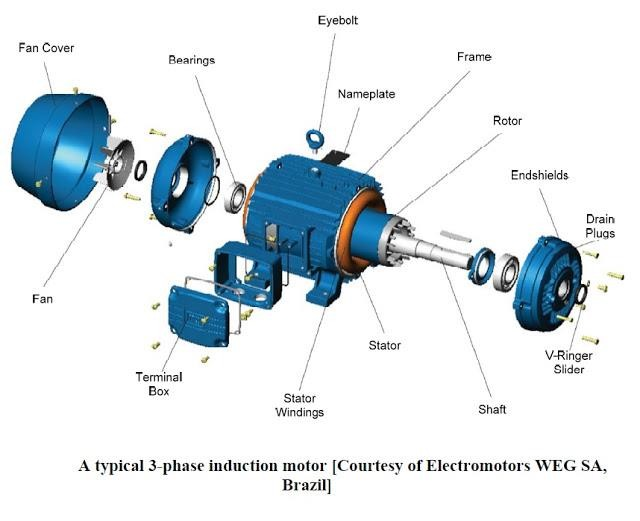 Eyebolt
Fan Cover
Bearings
Frame
Nameplate
Rotor
Endshields
Drain
Plugs
Fan
Stator
V-Ringer
Slider
Terminal
Box
Stator
Windings
Shaft
A typical 3-phase induction motor [Courtesy of Electromotors WEG SA,
Brazil]